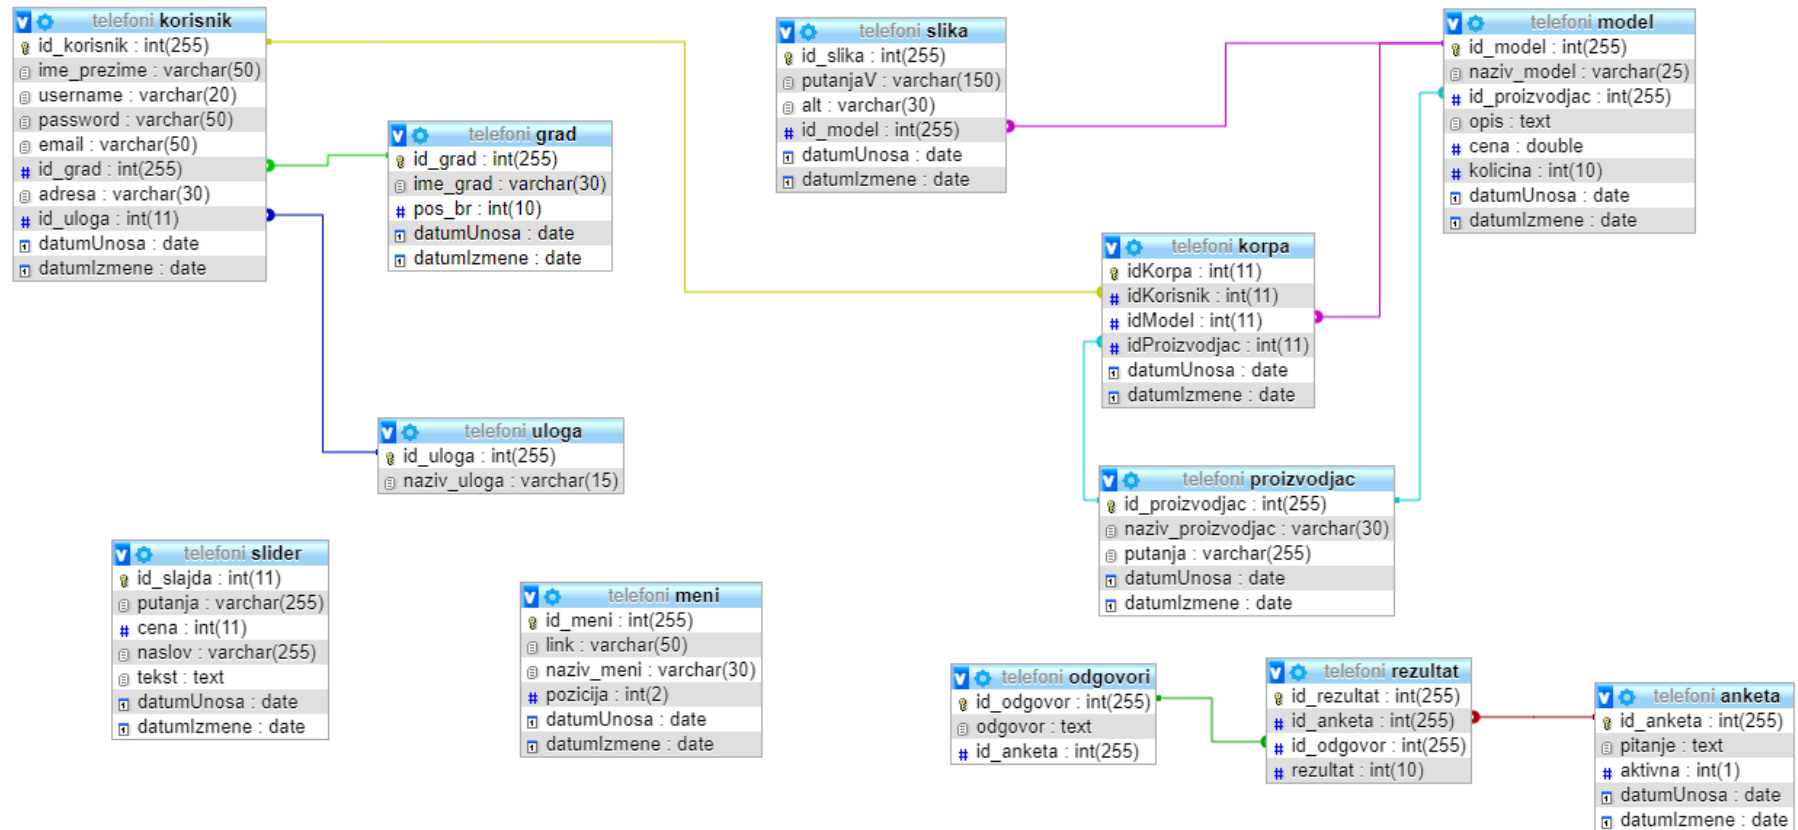 telefoni korisnik
id_korisnik : int(255)
ime_prezime : varchar(50)
username : varchar(20)
password : varchar(50)
email : varchar(50)
id_grad : int(255)
adresa : varchar(30)
id_uloga : int(11)
datumUnosa : date
datumIzmene : date
telefoni grad
id_grad : int(255)
ime_grad : varchar(30)
pos_br : int(10)
datumUnosa : date
datumIzmene : date
telefoni slika
id_slika : int(255)
putanjaV : varchar(150)
alt : varchar(30)
id_model : int(255)
datumUnosa : date
datumIzmene : date
telefoni model
id_model : int(255)
naziv_model : varchar(25)
id_proizvodjac : int(255)
opis : text
cena : double
kolicina : int(10)
datumUnosa : date
datumIzmene : date
telefoni korpa
idKorpa : int(11)
idKorisnik : int(11)
idModel : int(11)
idProizvodjac : int(11)
datumUnosa : date
datumIzmene : date
telefoni uloga
id_uloga : int(255)
naziv_uloga : varchar(15)
telefoni proizvodjac
id_proizvodjac : int(255)
naziv_proizvodjac : varchar(30)
putanja : varchar(255)
datumUnosa : date
datumIzmene : date
telefoni slider
id_slajda : int(11)
putanja : varchar(255)
cena : int(11)
naslov : varchar(255)
tekst : text
datumUnosa : date
datumIzmene : date
telefoni meni
id_meni : int(255)
link : varchar(50)
naziv_meni : varchar(30)
pozicija : int(2)
datumUnosa : date
datumIzmene : date
telefoni odgovori
id_odgovor : int(255)
odgovor : text
id_anketa : int(255)
telefoni rezultat
id_rezultat : int(255)
id_anketa : int(255)
id_odgovor : int(255)
rezultat : int(10)
telefoni anketa
id_anketa : int(255)
pitanje : text
aktivna : int(1)
datumUnosa : date
datumIzmene : date